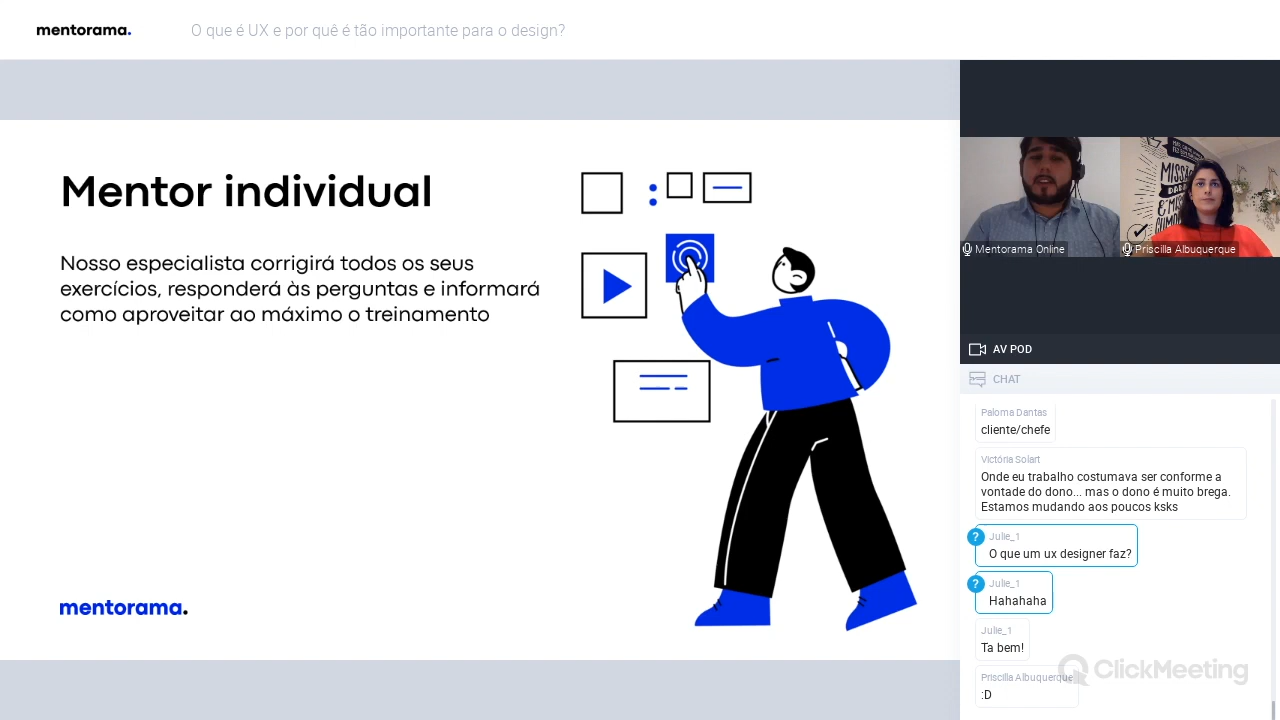 mentorama.
O que é UX e por quê é tão importante para o design?
Mentor individual
Nosso especialista corrigirá todos os seus
exercícios, responderá às perguntas e informará
como aproveitar ao máximo o treinamento
mentorama.
MISSÃO
Mentorama Online
Priscilla Albuquerque
AV POD
CHAT
Paloma Dantas
cliente/chefe
Victória Solart
Onde eu trabalho costumava ser conforme a
vontade do dono... mas o dono é muito brega.
Estamos mudando aos poucos ksks
?
Julie_1
O que um ux designer faz?
?
Julie_1
Hahahaha
Julie_1
Ta bem!
Priscilla Albuquerque
:D
ClickMeeting